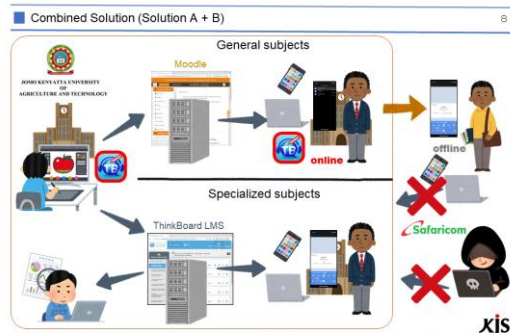 Combined Solution (Solution A + B)
8
General subjects
JOMO KENYATTA UNIVERSITY
OF
AGRICULTURE AND TECHNOLOGY
Moodle
TE
TE
online
offline
Specialized subjects
ThinkBoard LMS
Safaricom
xis